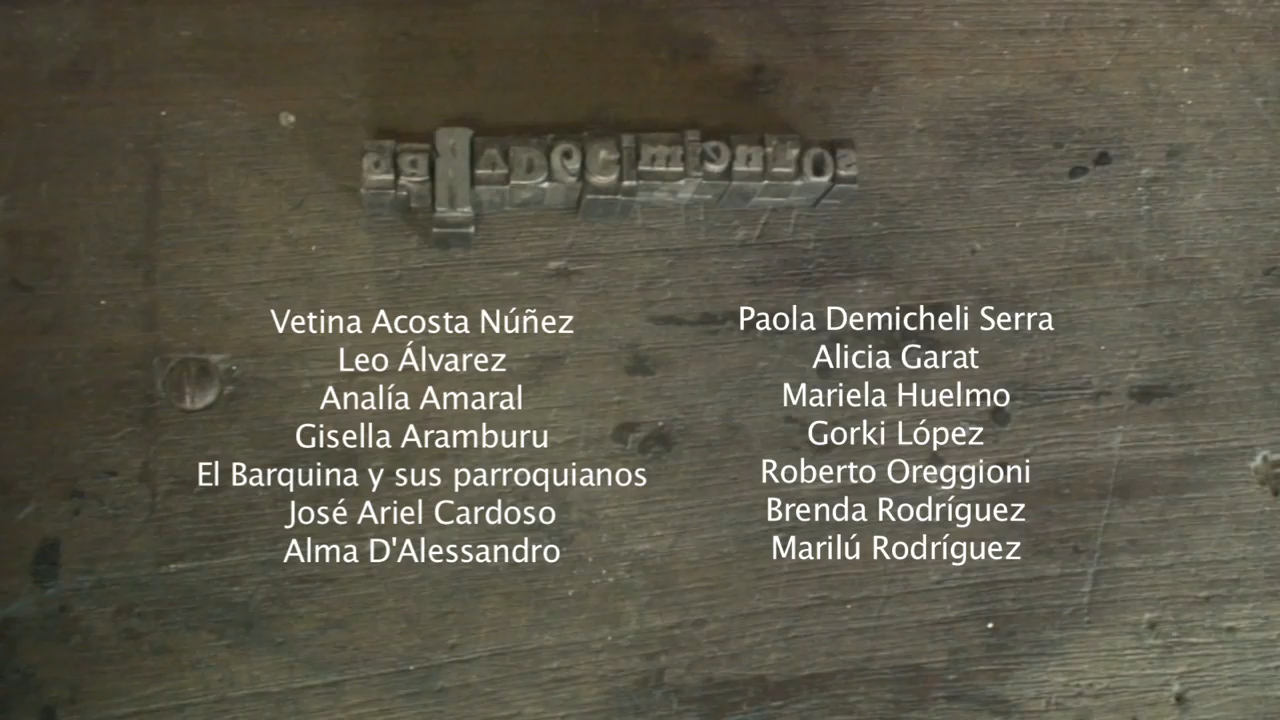 agRADecimientos
Vetina Acosta Núñez
Leo Álvarez
Analía Amaral
Gisella Aramburu
El Barquina y sus parroquianos
José Ariel Cardoso
Alma D'Alessandro
Paola Demicheli Serra
Alicia Garat
Mariela Huelmo
Gorki López
Roberto Oreggioni
Brenda Rodríguez
Marilú Rodríguez